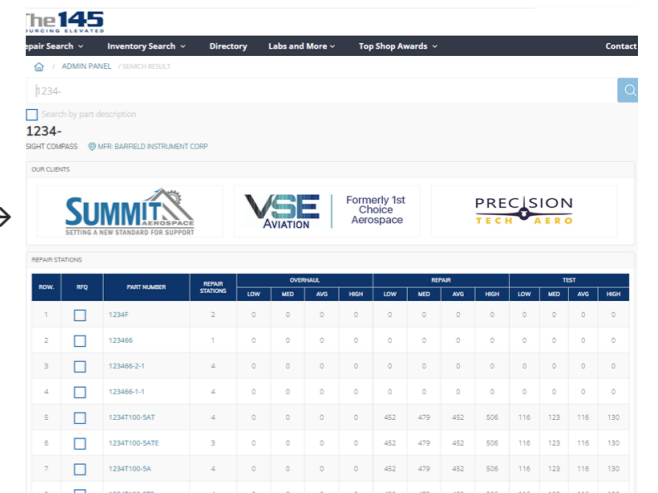 The145
SOURCING ELEVATED
epair Search Inventory Search Directory Labs and More Top Shop Awards Contact
/ ADMIN PANEL / SEARCH RESULT
1234-
Search by part description
1234-
SIGHT COMPASS MFR: BARFIELD INSTRUMENT CORP
OUR CLIENTS
SUMMIT AEROSPACE
SETTING A NEW STANDARD FOR SUPPORT
VSE AVIATION
Formerly 1st
Choice
Aerospace
PRECISION
TECH AERO
REPAIR STATIONS
ROW. RFQ PART NUMBER REPAIR STATIONS OVERHAUL REPAIR TEST
LOW MED AVG HIGH LOW MED AVG HIGH LOW MED AVG HIGH
1 1234F 2 0 0 0 0 0 0 0 0 0 0 0 0
2 123466 1 0 0 0 0 0 0 0 0 0 0 0 0
3 123466-2-1 4 0 0 0 0 0 0 0 0 0 0 0 0
4 123466-1-1 4 0 0 0 0 0 0 0 0 0 0 0 0
5 1234T100-5AT 4 0 0 0 0 452 479 452 506 116 123 116 130
6 1234T100-5ATE 3 0 0 0 0 452 479 452 506 116 123 116 130
7 1234T100-5A 4 0 0 0 0 452 479 452 506 116 123 116 130